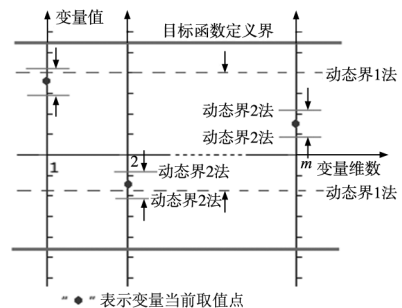 变量值
目标函数定义界
动态界1法
动态界2法
动态界2法
1
2
动态界2法
m
变量维数
动态界2法
动态界1法
“●”表示变量当前取值点